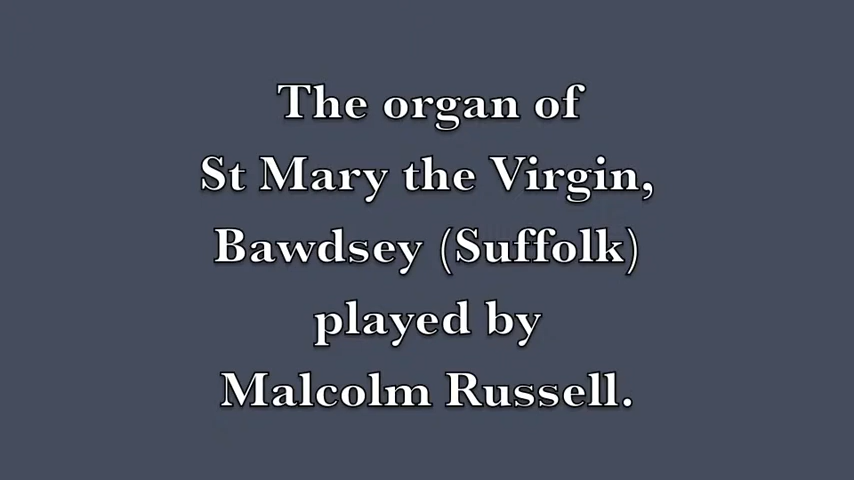 The organ of
St Mary the Virgin,
Bawdsey (Suffolk)
played by
Malcolm Russell.